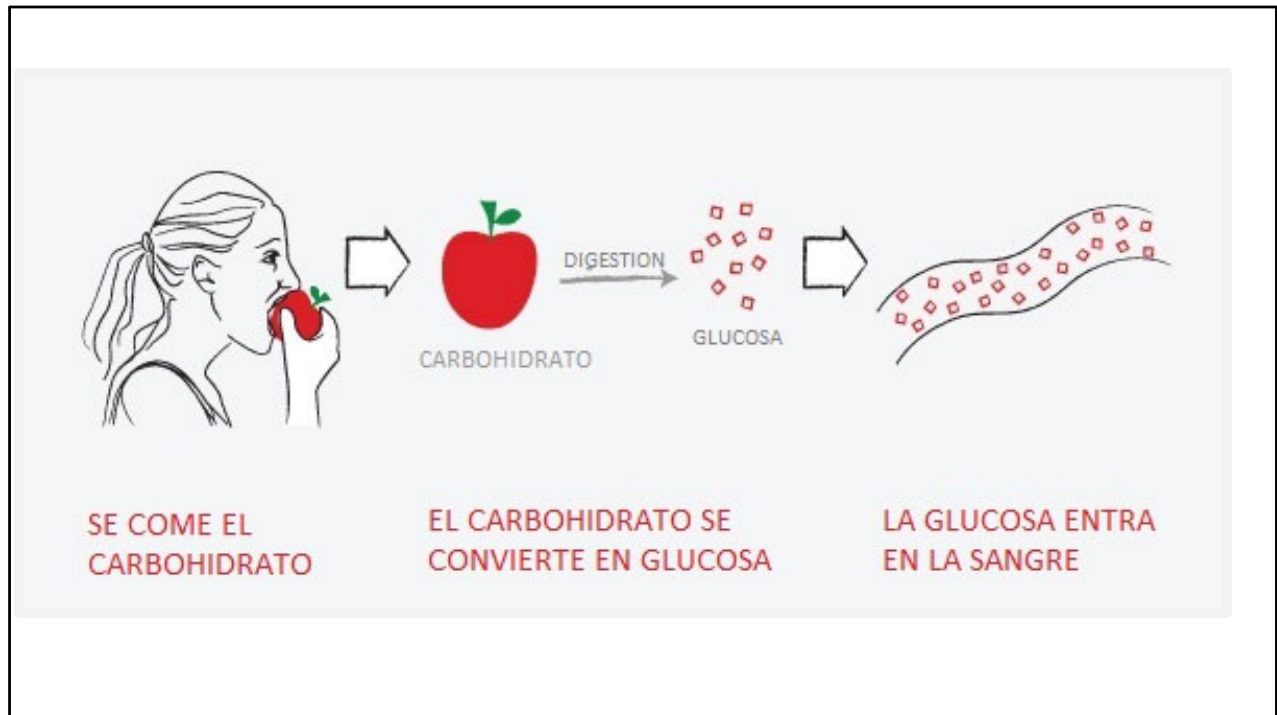 DIGESTION
CARBOHIDRATO
GLUCOSA
SE COME EL
CARBOHIDRATO
EL CARBOHIDRATO SE
CONVIERTE EN GLUCOSA
LA GLUCOSA ENTRA
EN LA SANGRE